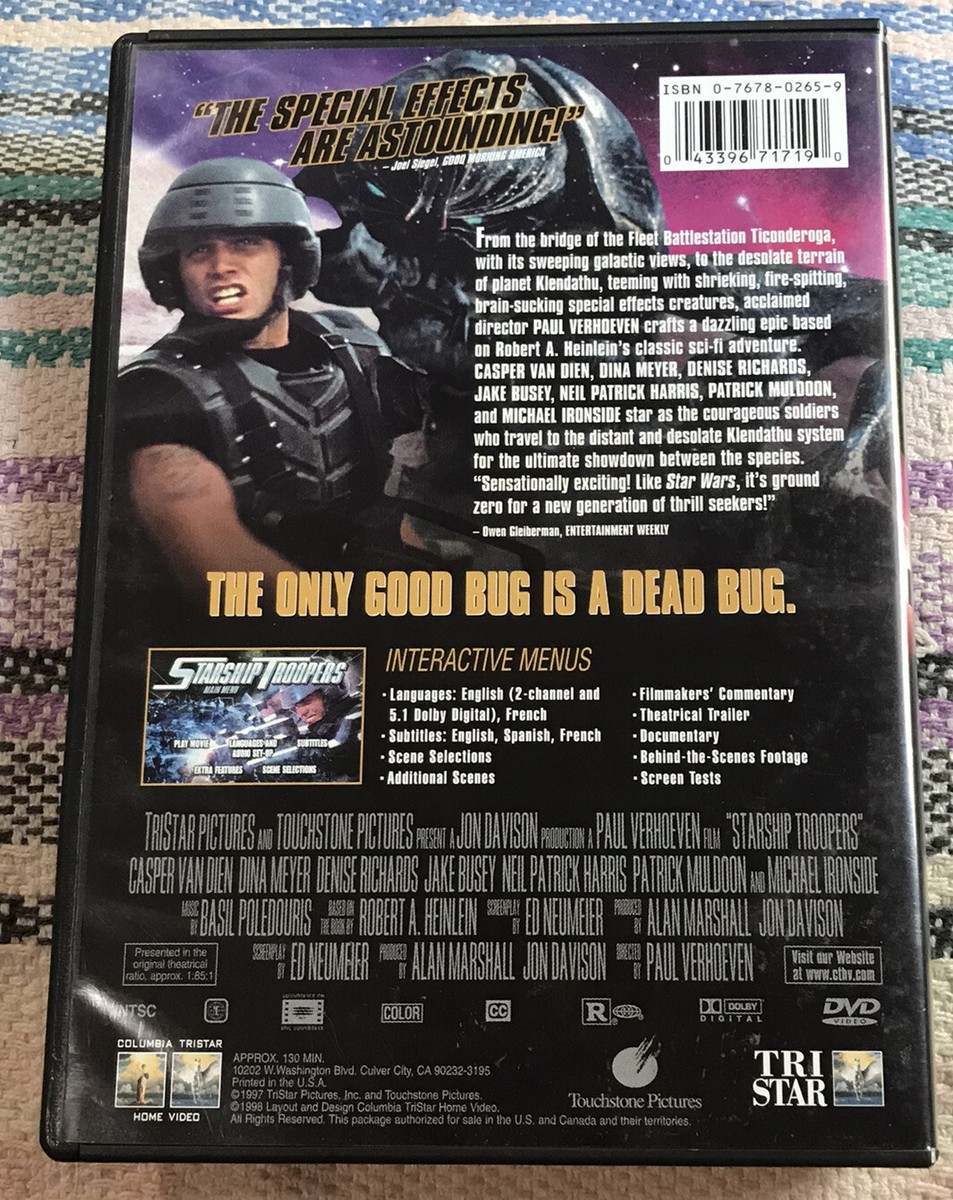 "THE SPECIAL EFFECTS
ARE ASTOUNDING!"
– Joel Siegel, GOOD MORNING AMERICA
ISBN 0-7678-0265-9
0 43396 71719 0
From the bridge of the Fleet Battlestation Ticonderoga,
with its sweeping galactic views, to the desolate terrain
of planet Klendathu, teeming with shrieking, fire-spitting,
brain-sucking special effects creatures, acclaimed
director PAUL VERHOEVEN crafts a dazzling epic based
on Robert A. Heinlein's classic sci-fi adventure.
CASPER VAN DIEN, DINA MEYER, DENISE RICHARDS,
JAKE BUSEY, NEIL PATRICK HARRIS, PATRICK MULDOON,
and MICHAEL IRONSIDE star as the courageous soldiers
who travel to the distant and desolate Klendathu system
for the ultimate showdown between the species.
"Sensationally exciting! Like Star Wars, it's ground
zero for a new generation of thrill seekers!"
– Owen Gleiberman, ENTERTAINMENT WEEKLY
THE ONLY GOOD BUG IS A DEAD BUG.
STARSHIP TROOPERS
MAIN MENU
PLAY MOVIE LANGUAGES AND AUDIO SET-UP SUBTITLES
EXTRA FEATURES SCENE SELECTIONS
INTERACTIVE MENUS
• Languages: English (2-channel and
5.1 Dolby Digital), French
• Subtitles: English, Spanish, French
• Scene Selections
• Additional Scenes
• Filmmakers' Commentary
• Theatrical Trailer
• Documentary
• Behind-the-Scenes Footage
• Screen Tests
TRISTAR PICTURES AND TOUCHSTONE PICTURES PRESENT A JON DAVISON PRODUCTION A PAUL VERHOEVEN FILM "STARSHIP TROOPERS"
CASPER VAN DIEN DINA MEYER DENISE RICHARDS JAKE BUSEY NEIL PATRICK HARRIS PATRICK MULDOON AND MICHAEL IRONSIDE
MUSIC BY BASIL POLEDOURIS BASED ON THE BOOK BY ROBERT A. HEINLEIN SCREENPLAY BY ED NEUMEIER PRODUCED BY ALAN MARSHALL JON DAVISON
SCREENPLAY BY ED NEUMEIER PRODUCED BY ALAN MARSHALL JON DAVISON DIRECTED BY PAUL VERHOEVEN
Presented in the
original theatrical
ratio, approx. 1:85:1
Visit our Website
at www.cthv.com
NTSC
COLOR
CC
R
DOLBY
DIGITAL
DVD
VIDEO
COLUMBIA TRISTAR
HOME VIDEO
APPROX. 130 MIN.
10202 W.Washington Blvd. Culver City, CA 90232-3195
Printed in the U.S.A.
©1997 TriStar Pictures, Inc. and Touchstone Pictures.
©1998 Layout and Design Columbia TriStar Home Video.
All Rights Reserved. This package authorized for sale in the U.S. and Canada and their territories.
Touchstone Pictures
TRI
STAR